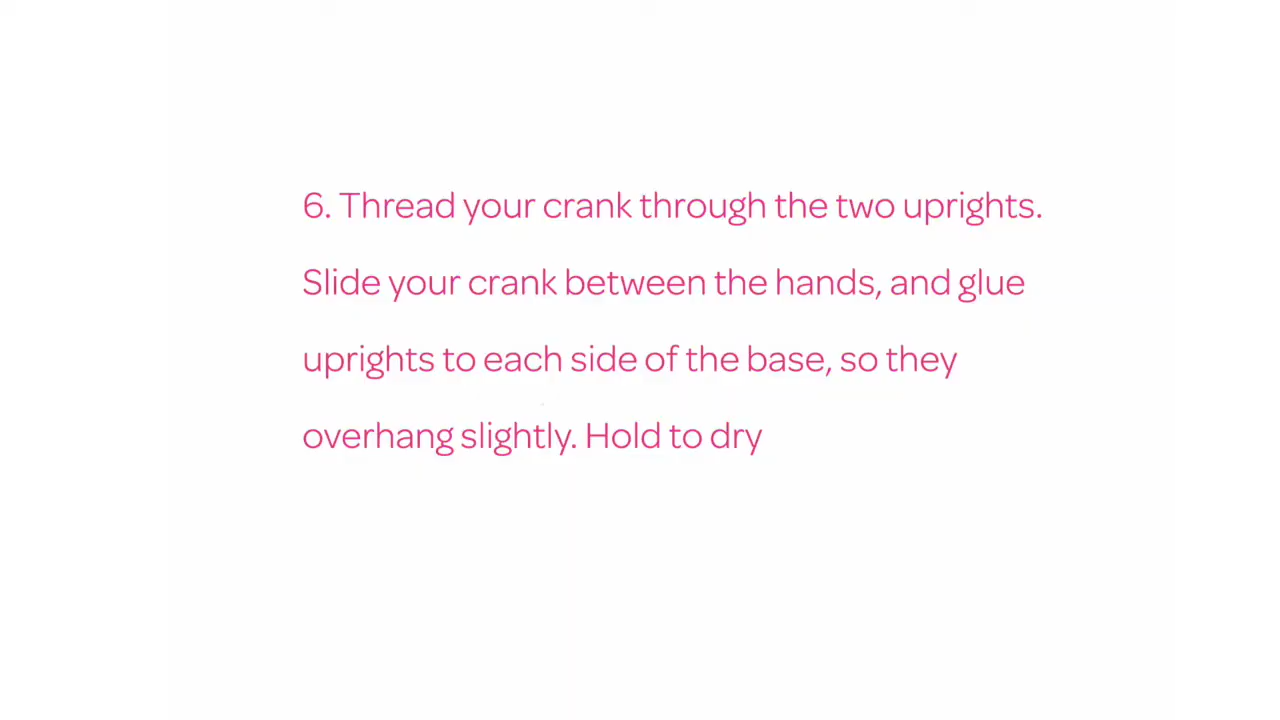 6. Thread your crank through the two uprights.
Slide your crank between the hands, and glue
uprights to each side of the base, so they
overhang slightly. Hold to dry